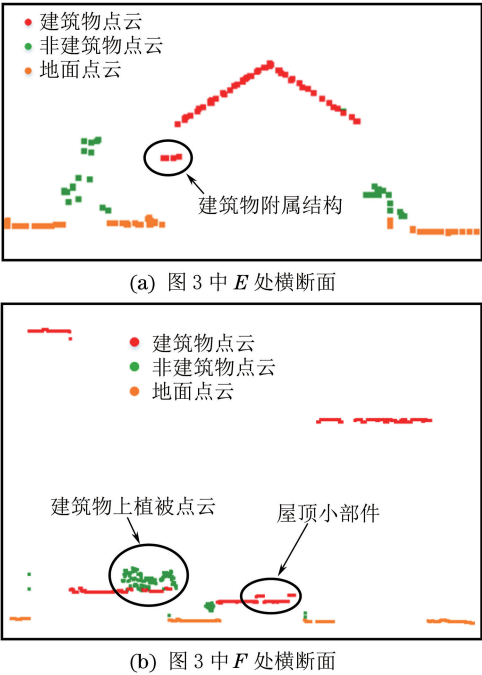 建筑物点云
非建筑物点云
地面点云
建筑物附属结构
(a) 图 3 中 E 处横断面
建筑物点云
非建筑物点云
地面点云
建筑物上植被点云
屋顶小部件
(b) 图 3 中 F 处横断面